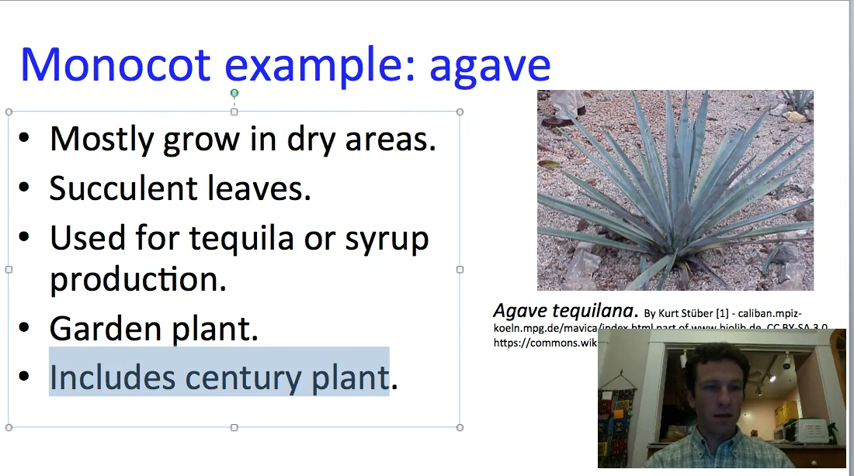 Monocot example: agave
• Mostly grow in dry areas.
• Succulent leaves.
• Used for tequila or syrup
production.
• Garden plant.
• Includes century plant.
Agave tequilana. By Kurt Stüber [1] - caliban.mpiz-
koeln.mpg.de/mavica/index.html part of www.biolib.de, CC BY-SA 3.0,
https://commons.wik